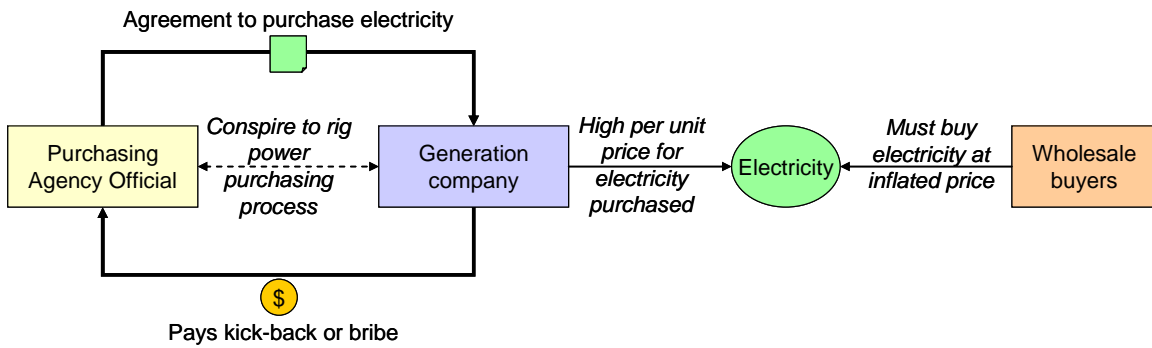 Agreement to purchase electricity
Purchasing
Agency Official
Conspire to rig
power
purchasing
process
Generation
company
High per unit
price for
electricity
purchased
Electricity
Must buy
electricity at
inflated price
Wholesale
buyers
$
Pays kick-back or bribe